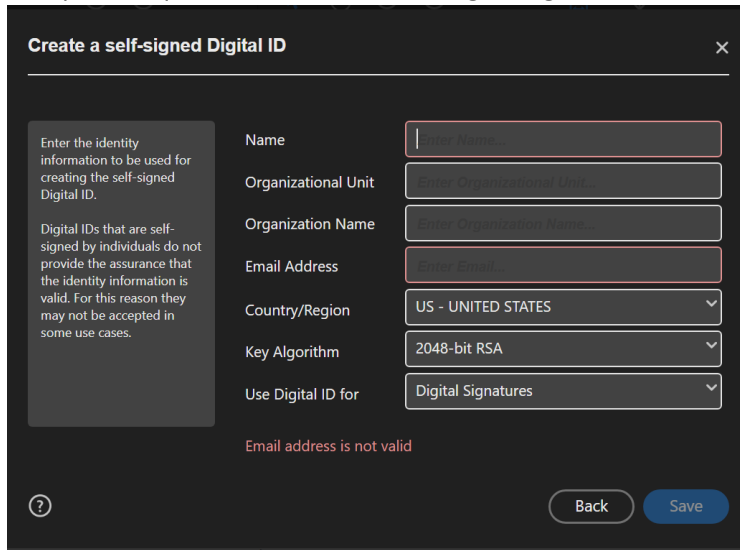 Create a self-signed Digital ID
Enter the identity
information to be used for
creating the self-signed
Digital ID.
Digital IDs that are self-
signed by individuals do not
provide the assurance that
the identity information is
valid. For this reason they
may not be accepted in
some use cases.
Name
Enter Name...
Organizational Unit
Enter Organizational Unit...
Organization Name
Enter Organization Name...
Email Address
Enter Email...
Country/Region
US - UNITED STATES
Key Algorithm
2048-bit RSA
Use Digital ID for
Digital Signatures
Email address is not valid
?
Back
Save